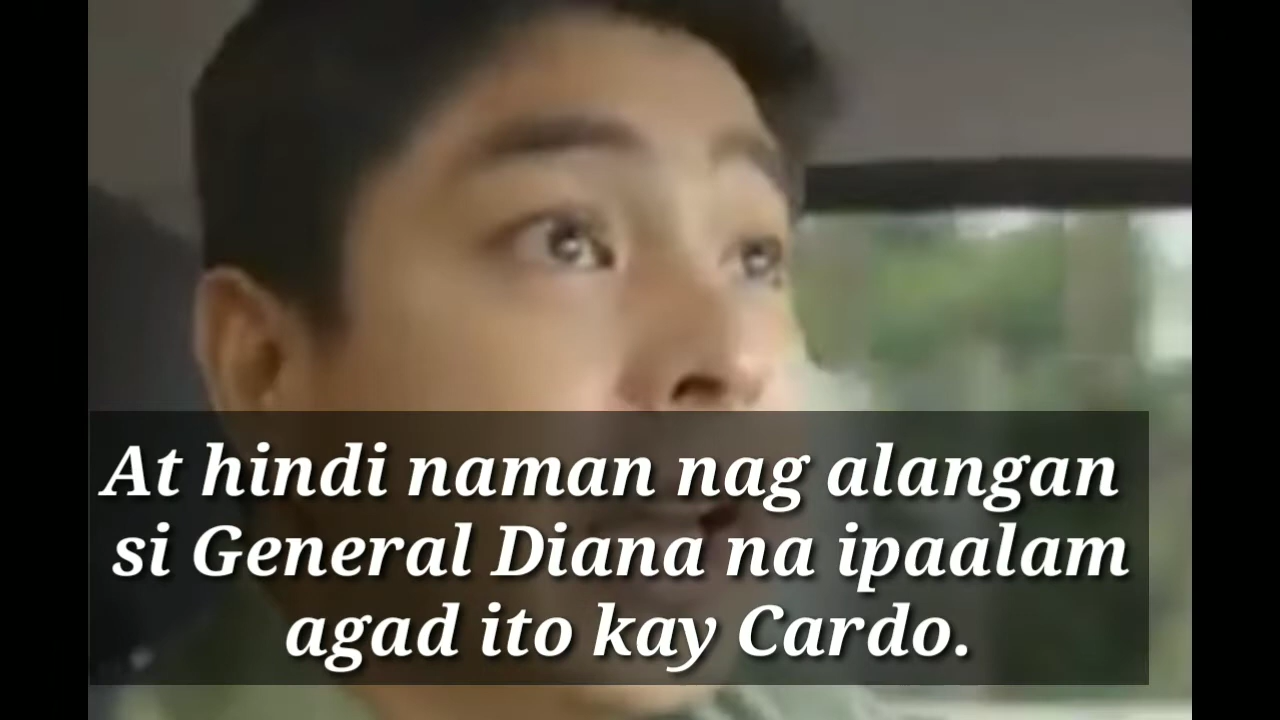 At hindi naman nag alangan
si General Diana na ipaalam
agad ito kay Cardo.